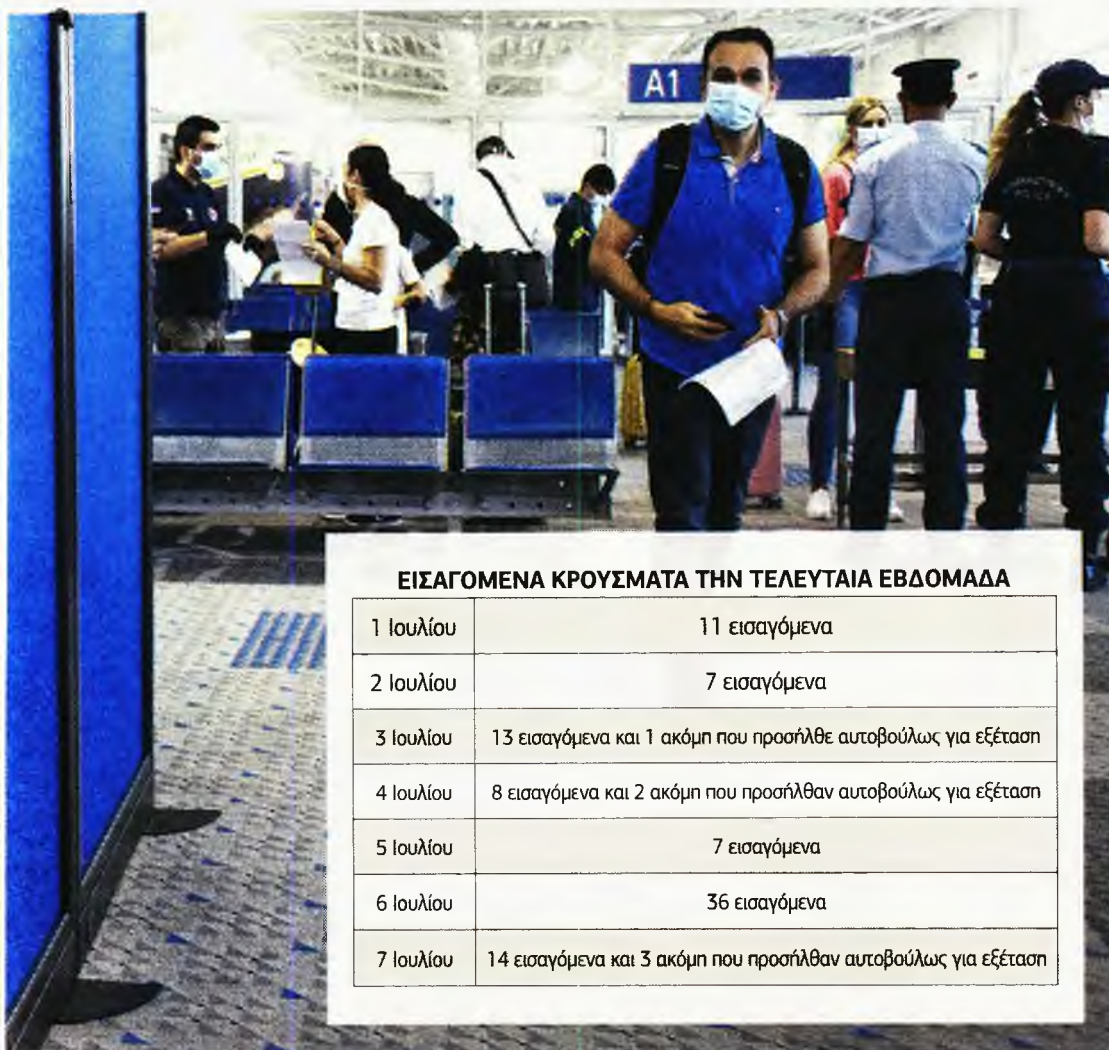 A1
ΕΙΣΑΓΟΜΕΝΑ ΚΡΟΥΣΜΑΤΑ ΤΗΝ ΤΕΛΕΥΤΑΙΑ ΕΒΔΟΜΑΔΑ
1 Ιουλίου 11 εισαγόμενα
2 Ιουλίου 7 εισαγόμενα
3 Ιουλίου 13 εισαγόμενα και 1 ακόμη που προσήλθε αυτοβούλως για εξέταση
4 Ιουλίου 8 εισαγόμενα και 2 ακόμη που προσήλθαν αυτοβούλως για εξέταση
5 Ιουλίου 7 εισαγόμενα
6 Ιουλίου 36 εισαγόμενα
7 Ιουλίου 14 εισαγόμενα και 3 ακόμη που προσήλθαν αυτοβούλως για εξέταση